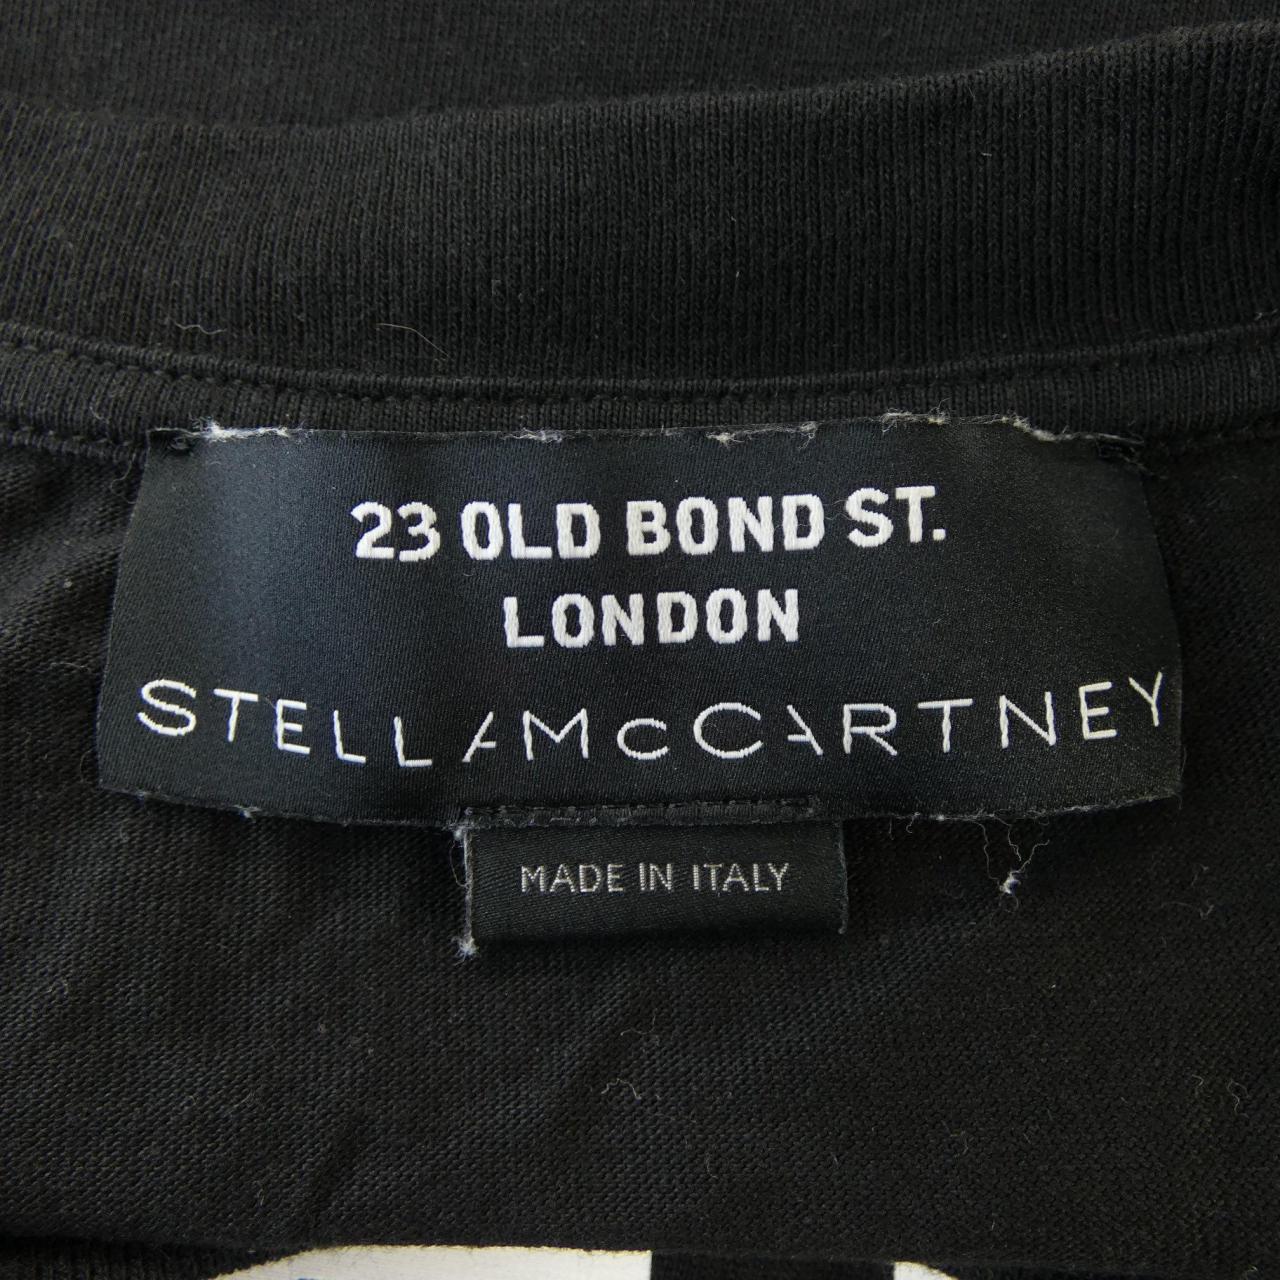 23 OLD BOND ST.
LONDON
STELLA McCARTNEY
MADE IN ITALY